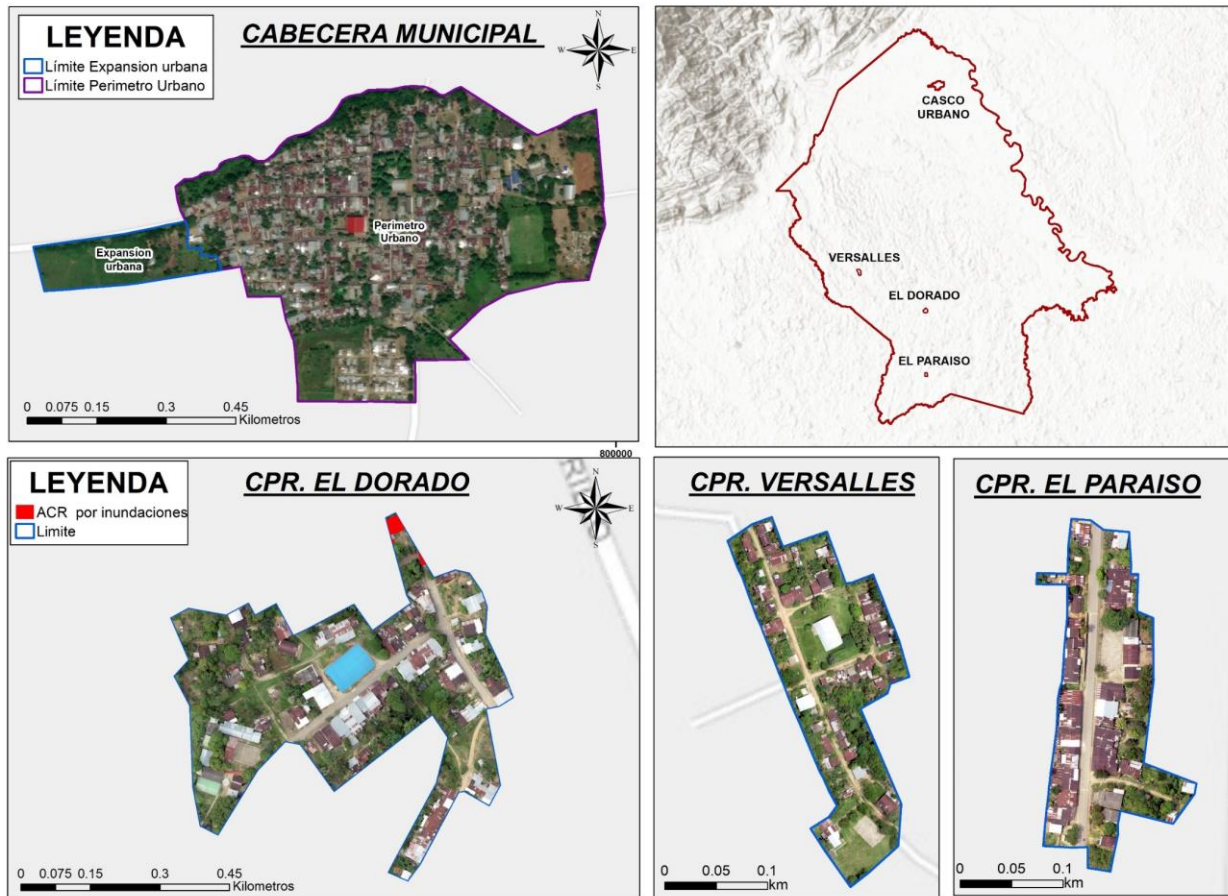 LEYENDA
Límite Expansion urbana
Límite Perimetro Urbano
CABECERA MUNICIPAL
N
W
E
S
Expansion
urbana
Perimetro
Urbano
0 0.075 0.15 0.3 0.45
Kilometros
CASCO
URBANO
VERSALLES
EL DORADO
EL PARAISO
800000
LEYENDA
ACR por inundaciones
Limite
CPR. EL DORADO
N
W
E
S
0 0.075 0.15 0.3 0.45
Kilometros
CPR. VERSALLES
0 0.05 0.1
km
CPR. EL PARAISO
0 0.05 0.1
km